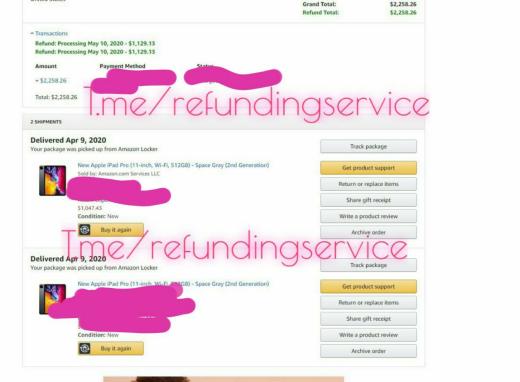 Grand Total: $2,258.26
Refund Total: $2,258.26
Transactions
Refund: Processing May 10, 2020 - $1,129.13
Refund: Processing May 10, 2020 - $1,129.13
Amount Payment Method Status
$2,258.26
Total: $2,258.26
T.me/refundingservice
2 SHIPMENTS
Delivered Apr 9, 2020
Your package was picked up from Amazon Locker
Track package
New Apple iPad Pro (11-inch, Wi-Fi, 512GB) - Space Gray (2nd Generation)
Sold by: Amazon.com Services LLC
Get product support
Return or replace items
$1,047.43
Share gift receipt
Condition: New
Write a product review
Buy it again
Archive order
T.me/refundingservice
Delivered Apr 9, 2020
Your package was picked up from Amazon Locker
Track package
New Apple iPad Pro (11-inch, Wi-Fi, 512GB) - Space Gray (2nd Generation)
Get product support
Return or replace items
Share gift receipt
Condition: New
Write a product review
Buy it again
Archive order